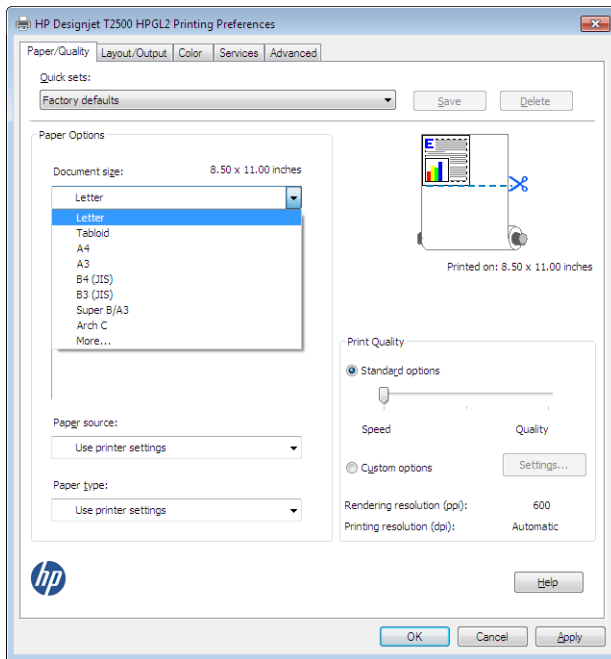 HP Designjet T2500 HPGL2 Printing Preferences
Paper/Quality Layout/Output Color Services Advanced
Quick sets:
Factory defaults
Save Delete
Paper Options
Document size: 8.50 x 11.00 inches
Letter
Letter
Tabloid
A4
A3
B4 (JIS)
B3 (JIS)
Super B/A3
Arch C
More...
Paper source:
Use printer settings
Paper type:
Use printer settings
E
Printed on: 8.50 x 11.00 inches
Print Quality
Standard options
Speed Quality
Custom options Settings...
Rendering resolution (ppi): 600
Printing resolution (dpi): Automatic
hp
Help
OK Cancel Apply